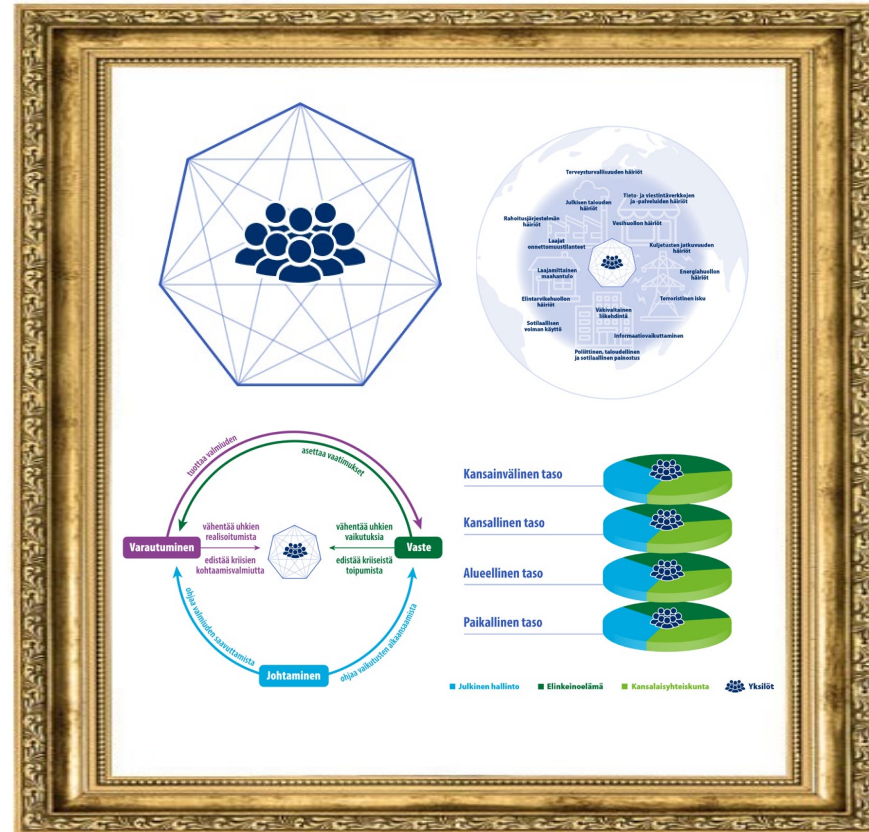 Terveysturvallisuuden häiriöt
Julkisen talouden
häiriöt
Tieto- ja viestintäverkkojen
ja -palveluiden häiriöt
Rahoitusjärjestelmän
häiriöt
Vesihuollon häiriöt
Laajat
onnettomuustilanteet
Kuljetusten jatkuvuuden
häiriöt
Laajamittainen
maahantulo
Energiahuollon
häiriöt
Elintarvikehuollon
häiriöt
Terroristinen isku
Väkivaltainen
liikehdintä
Sotilaallisen
voiman käyttö
Informaatiovaikuttaminen
Poliittinen, taloudellinen
ja sotilaallinen painostus
tuottaa valmiuden
asettaa vaatimukset
vähentää uhkien
realisoitumista
vähentää uhkien
vaikutuksia
Varautuminen
Vaste
edistää kriisien
kohtaamisvalmiutta
edistää kriiseistä
toipumista
ohjaa valmiuden saavuttamista
ohjaa vaikutusten aikaansaamista
Johtaminen
Kansainvälinen taso
Kansallinen taso
Alueellinen taso
Paikallinen taso
Julkinen hallinto
Elinkeinoelämä
Kansalaisyhteiskunta
Yksilöt